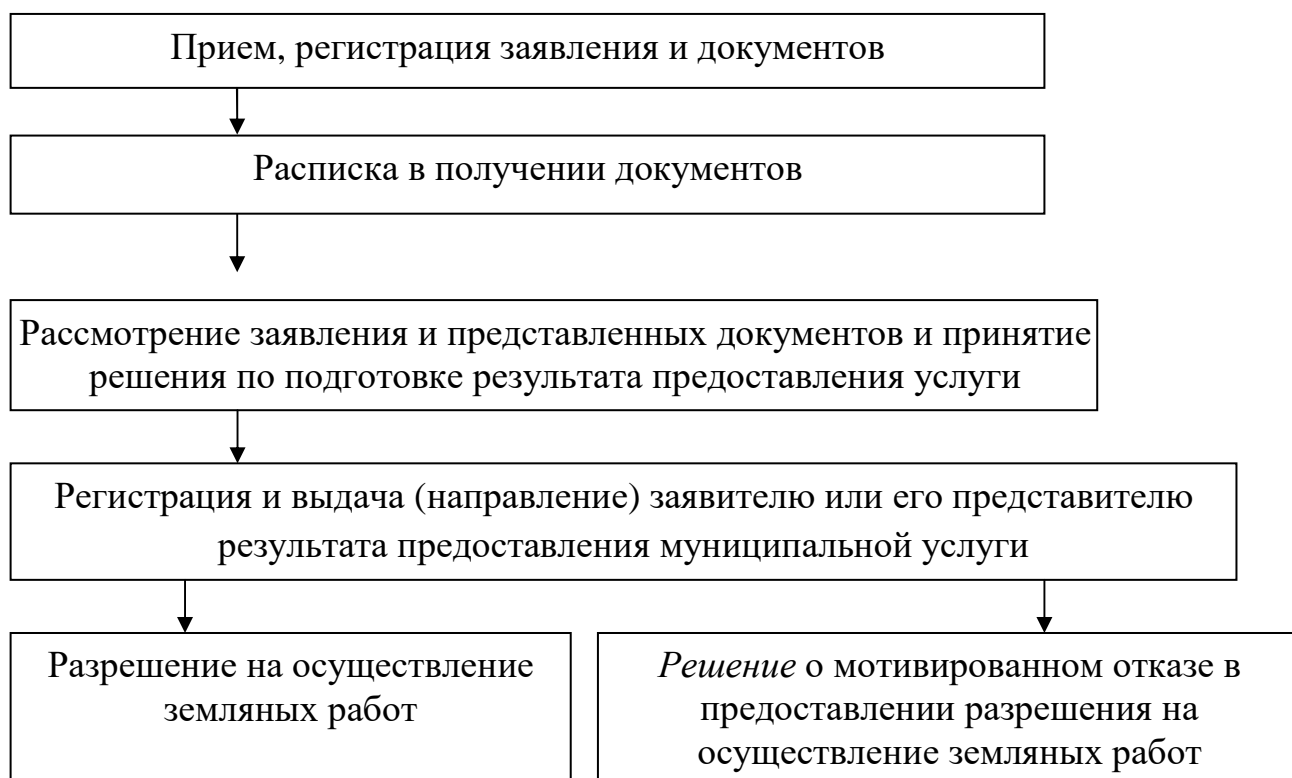 Прием, регистрация заявления и документов
Расписка в получении документов
Рассмотрение заявления и представленных документов и принятие
решения по подготовке результата предоставления услуги
Регистрация и выдача (направление) заявителю или его представителю
результата предоставления муниципальной услуги
Разрешение на осуществление
земляных работ
Решение о мотивированном отказе в
предоставлении разрешения на
осуществление земляных работ